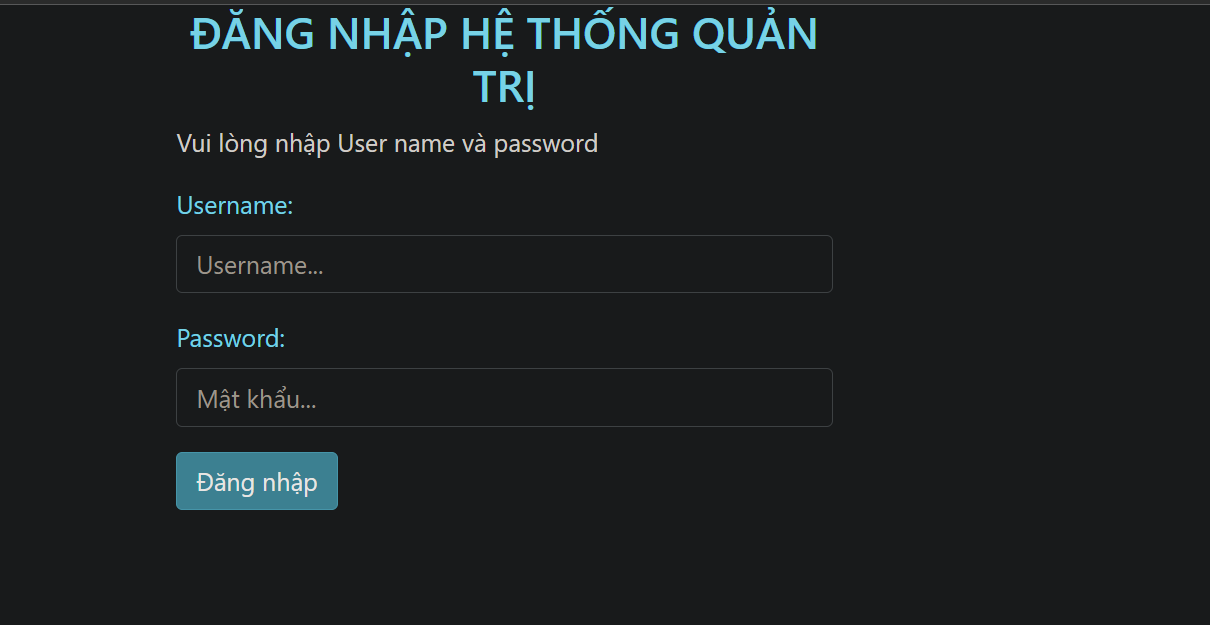 ĐĂNG NHẬP HỆ THỐNG QUẢN
TRỊ
Vui lòng nhập User name và password
Username:
Username...
Password:
Mật khẩu...
Đăng nhập